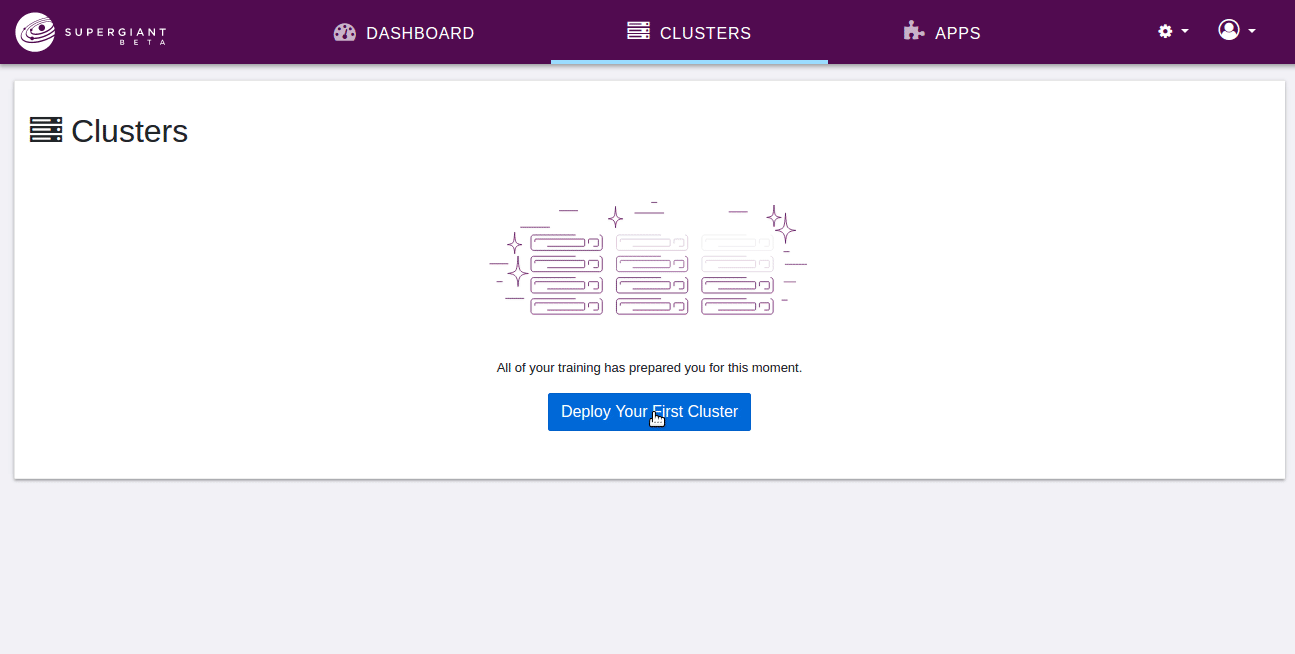 SUPERGIANT
BETA
DASHBOARD
CLUSTERS
APPS
Clusters
All of your training has prepared you for this moment.
Deploy Your First Cluster